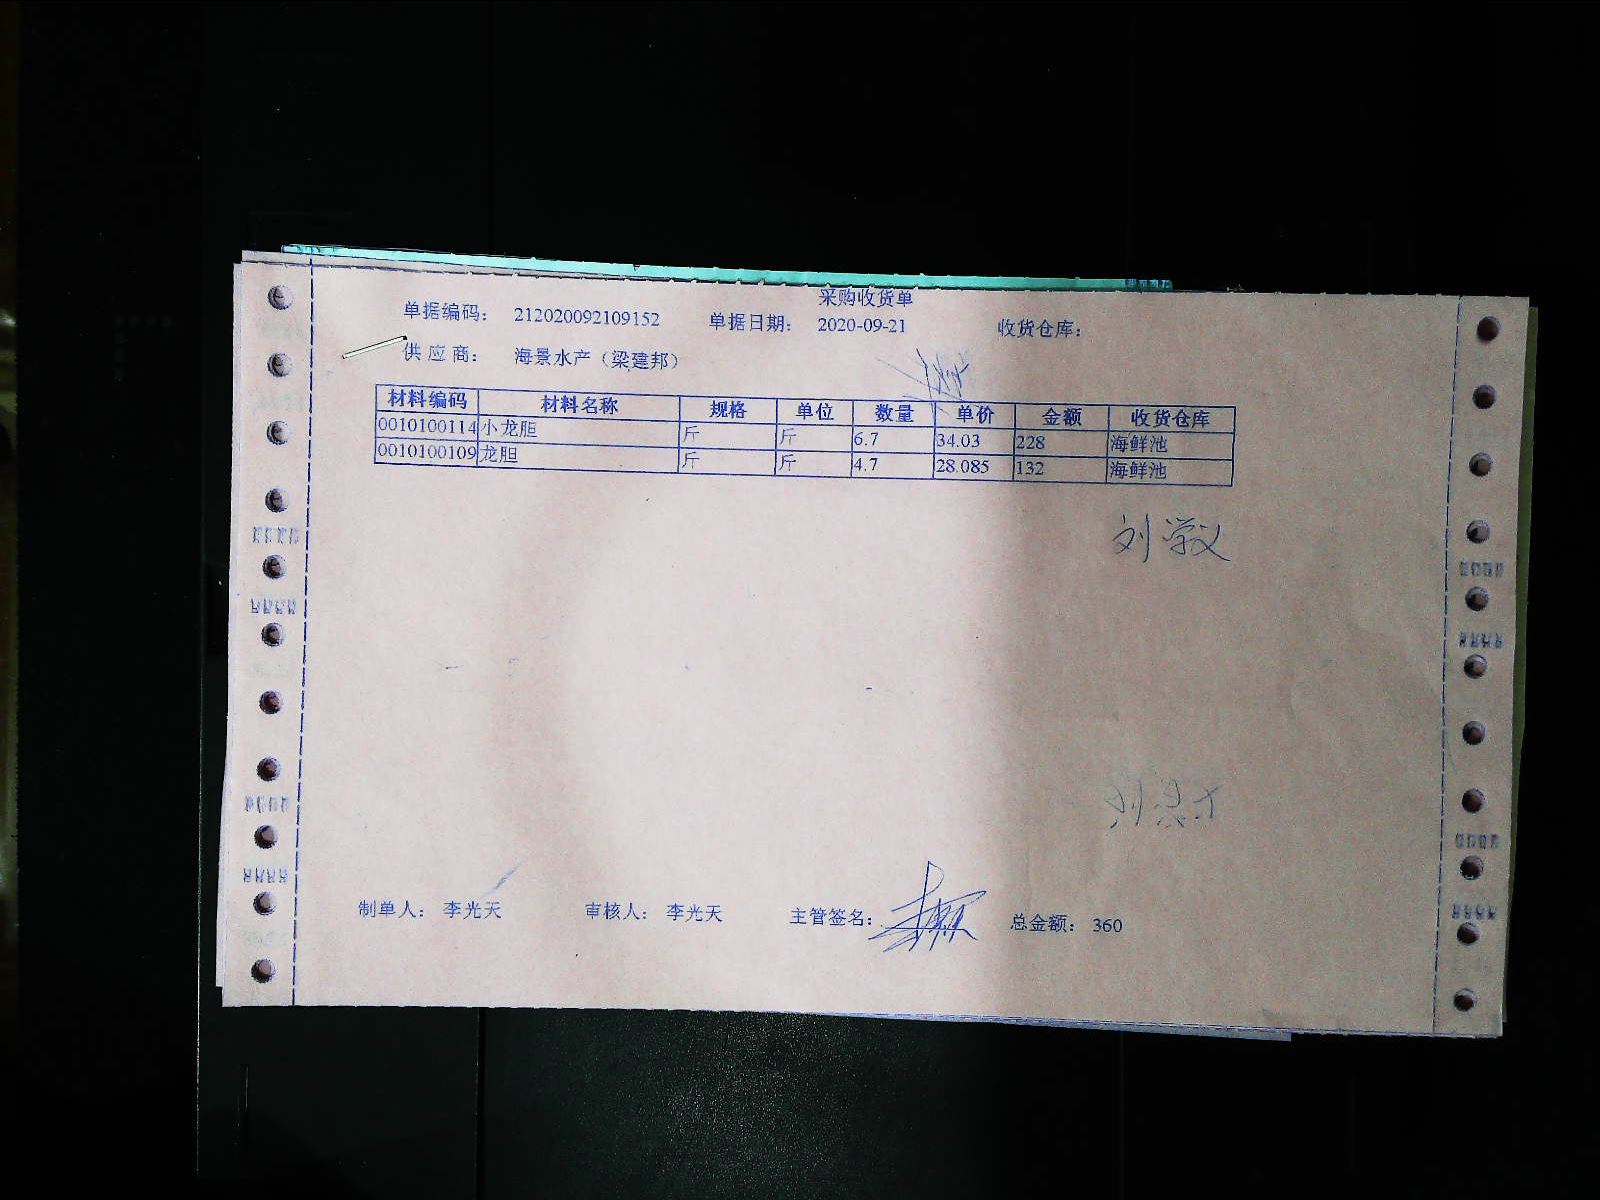 采购收货单
单据编码： 212020092109152 单据日期： 2020-09-21 收货仓库：
供 应 商： 海景水产（梁建邦）
材料编码 材料名称 规格 单位 数量 单价 金额 收货仓库
0010100114 小龙胆 斤 斤 6.7 34.03 228 海鲜池
0010100109 龙胆 斤 斤 4.7 28.085 132 海鲜池
刘学义
制单人： 李光天 审核人： 李光天 主管签名： 总金额： 360